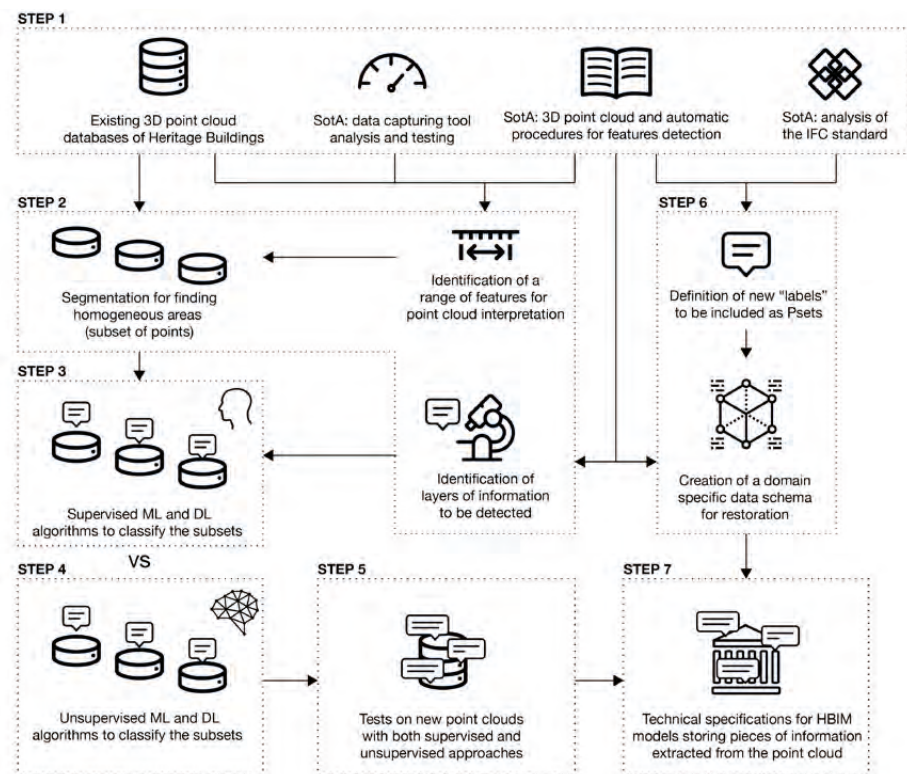 STEP 1
Existing 3D point cloud
databases of Heritage Buildings
SotA: data capturing tool
analysis and testing
SotA: 3D point cloud and automatic
procedures for features detection
SotA: analysis of
the IFC standard
STEP 2
Segmentation for finding
homogeneous areas
(subset of points)
Identification of a
range of features for
point cloud interpretation
STEP 6
Definition of new “labels”
to be included as Psets
STEP 3
Supervised ML and DL
algorithms to classify the subsets
Identification of
layers of information
to be detected
Creation of a domain
specific data schema
for restoration
VS
STEP 4
Unsupervised ML and DL
algorithms to classify the subsets
STEP 5
Tests on new point clouds
with both supervised and
unsupervised approaches
STEP 7
Technical specifications for HBIM
models storing pieces of information
extracted from the point cloud